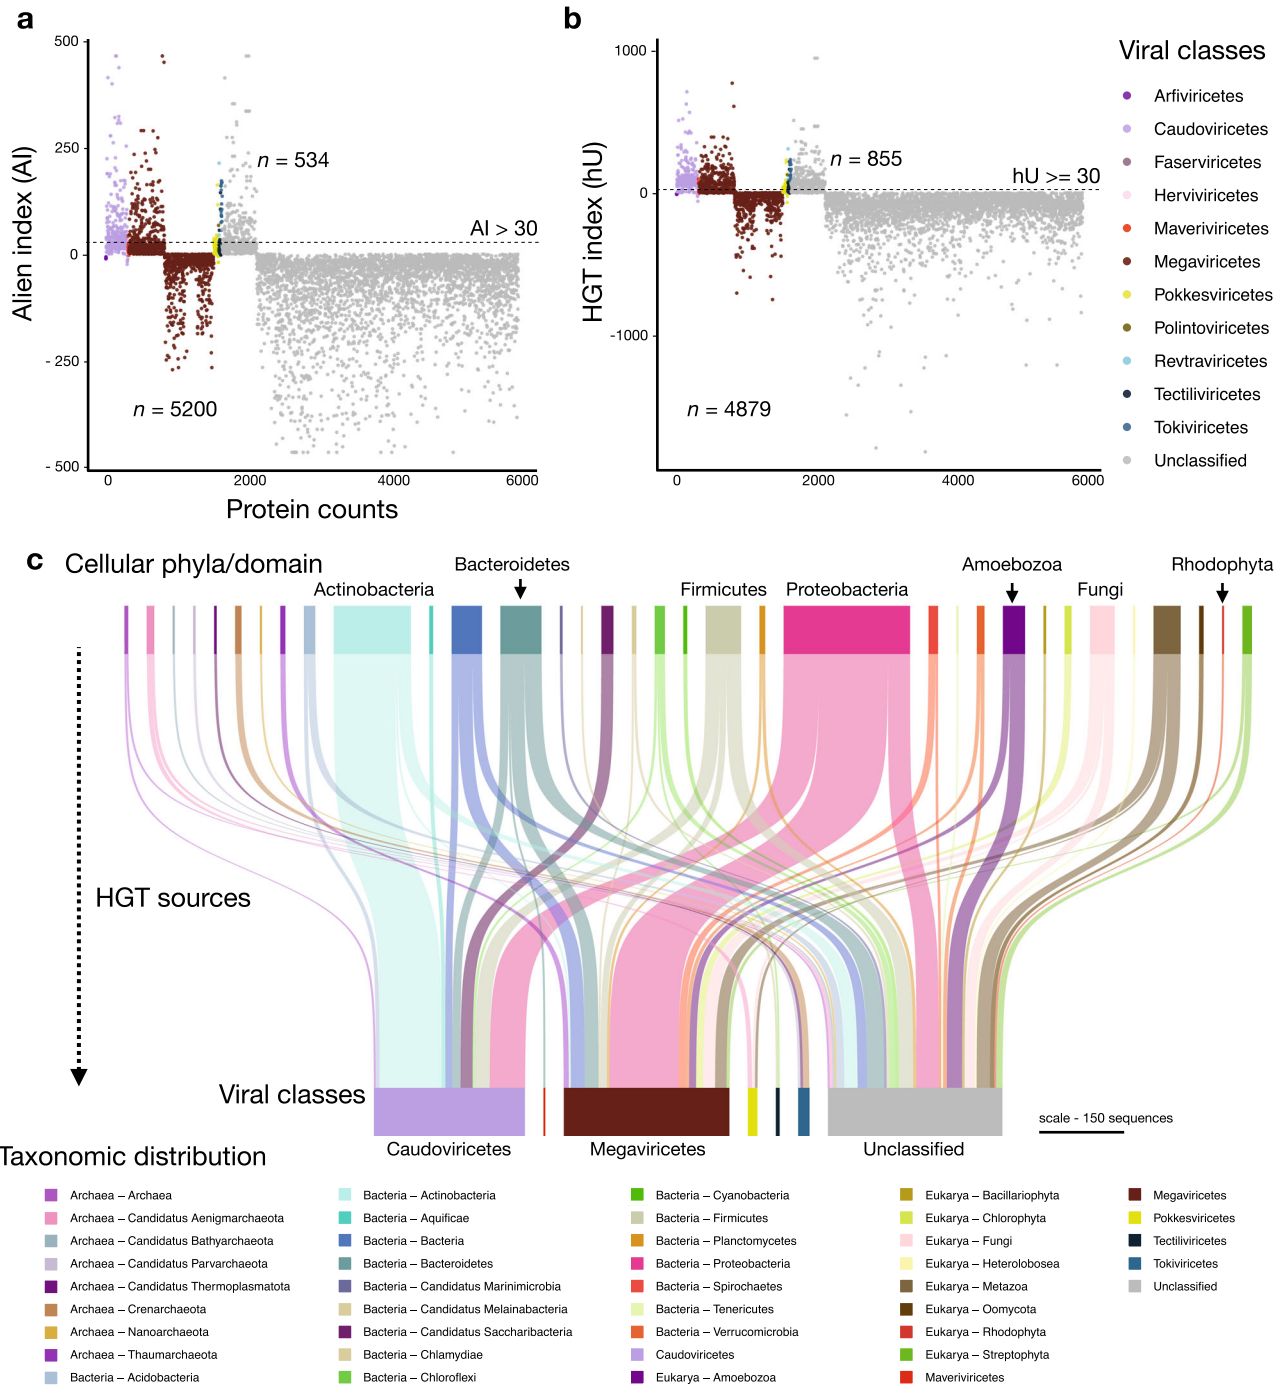 a
500
250
0
- 250
- 500
Alien index (AI)
n = 534
AI > 30
n = 5200
0
2000
4000
6000
Protein counts
b
1000
0
-1000
HGT index (hU)
n = 855
hU >= 30
n = 4879
0
2000
4000
6000
Viral classes
Arfiviricetes
Caudoviricetes
Faserviricetes
Herviviricetes
Maveriviricetes
Megaviricetes
Pokkesviricetes
Polintoviricetes
Revtraviricetes
Tectiliviricetes
Tokiviricetes
Unclassified
c
Cellular phyla/domain
Actinobacteria
Bacteroidetes
Firmicutes
Proteobacteria
Amoebozoa
Fungi
Rhodophyta
HGT sources
Viral classes
Caudoviricetes
Megaviricetes
Unclassified
scale - 150 sequences
Taxonomic distribution
Archaea – Archaea
Archaea – Candidatus Aenigmarchaeota
Archaea – Candidatus Bathyarchaeota
Archaea – Candidatus Parvarchaeota
Archaea – Candidatus Thermoplasmatota
Archaea – Crenarchaeota
Archaea – Nanoarchaeota
Archaea – Thaumarchaeota
Bacteria – Acidobacteria
Bacteria – Actinobacteria
Bacteria – Aquificae
Bacteria – Bacteria
Bacteria – Bacteroidetes
Bacteria – Candidatus Marinimicrobia
Bacteria – Candidatus Melainabacteria
Bacteria – Candidatus Saccharibacteria
Bacteria – Chlamydiae
Bacteria – Chloroflexi
Bacteria – Cyanobacteria
Bacteria – Firmicutes
Bacteria – Planctomycetes
Bacteria – Proteobacteria
Bacteria – Spirochaetes
Bacteria – Tenericutes
Bacteria – Verrucomicrobia
Caudoviricetes
Eukarya – Amoebozoa
Eukarya – Bacillariophyta
Eukarya – Chlorophyta
Eukarya – Fungi
Eukarya – Heterolobosea
Eukarya – Metazoa
Eukarya – Oomycota
Eukarya – Rhodophyta
Eukarya – Streptophyta
Maveriviricetes
Megaviricetes
Pokkesviricetes
Tectiliviricetes
Tokiviricetes
Unclassified